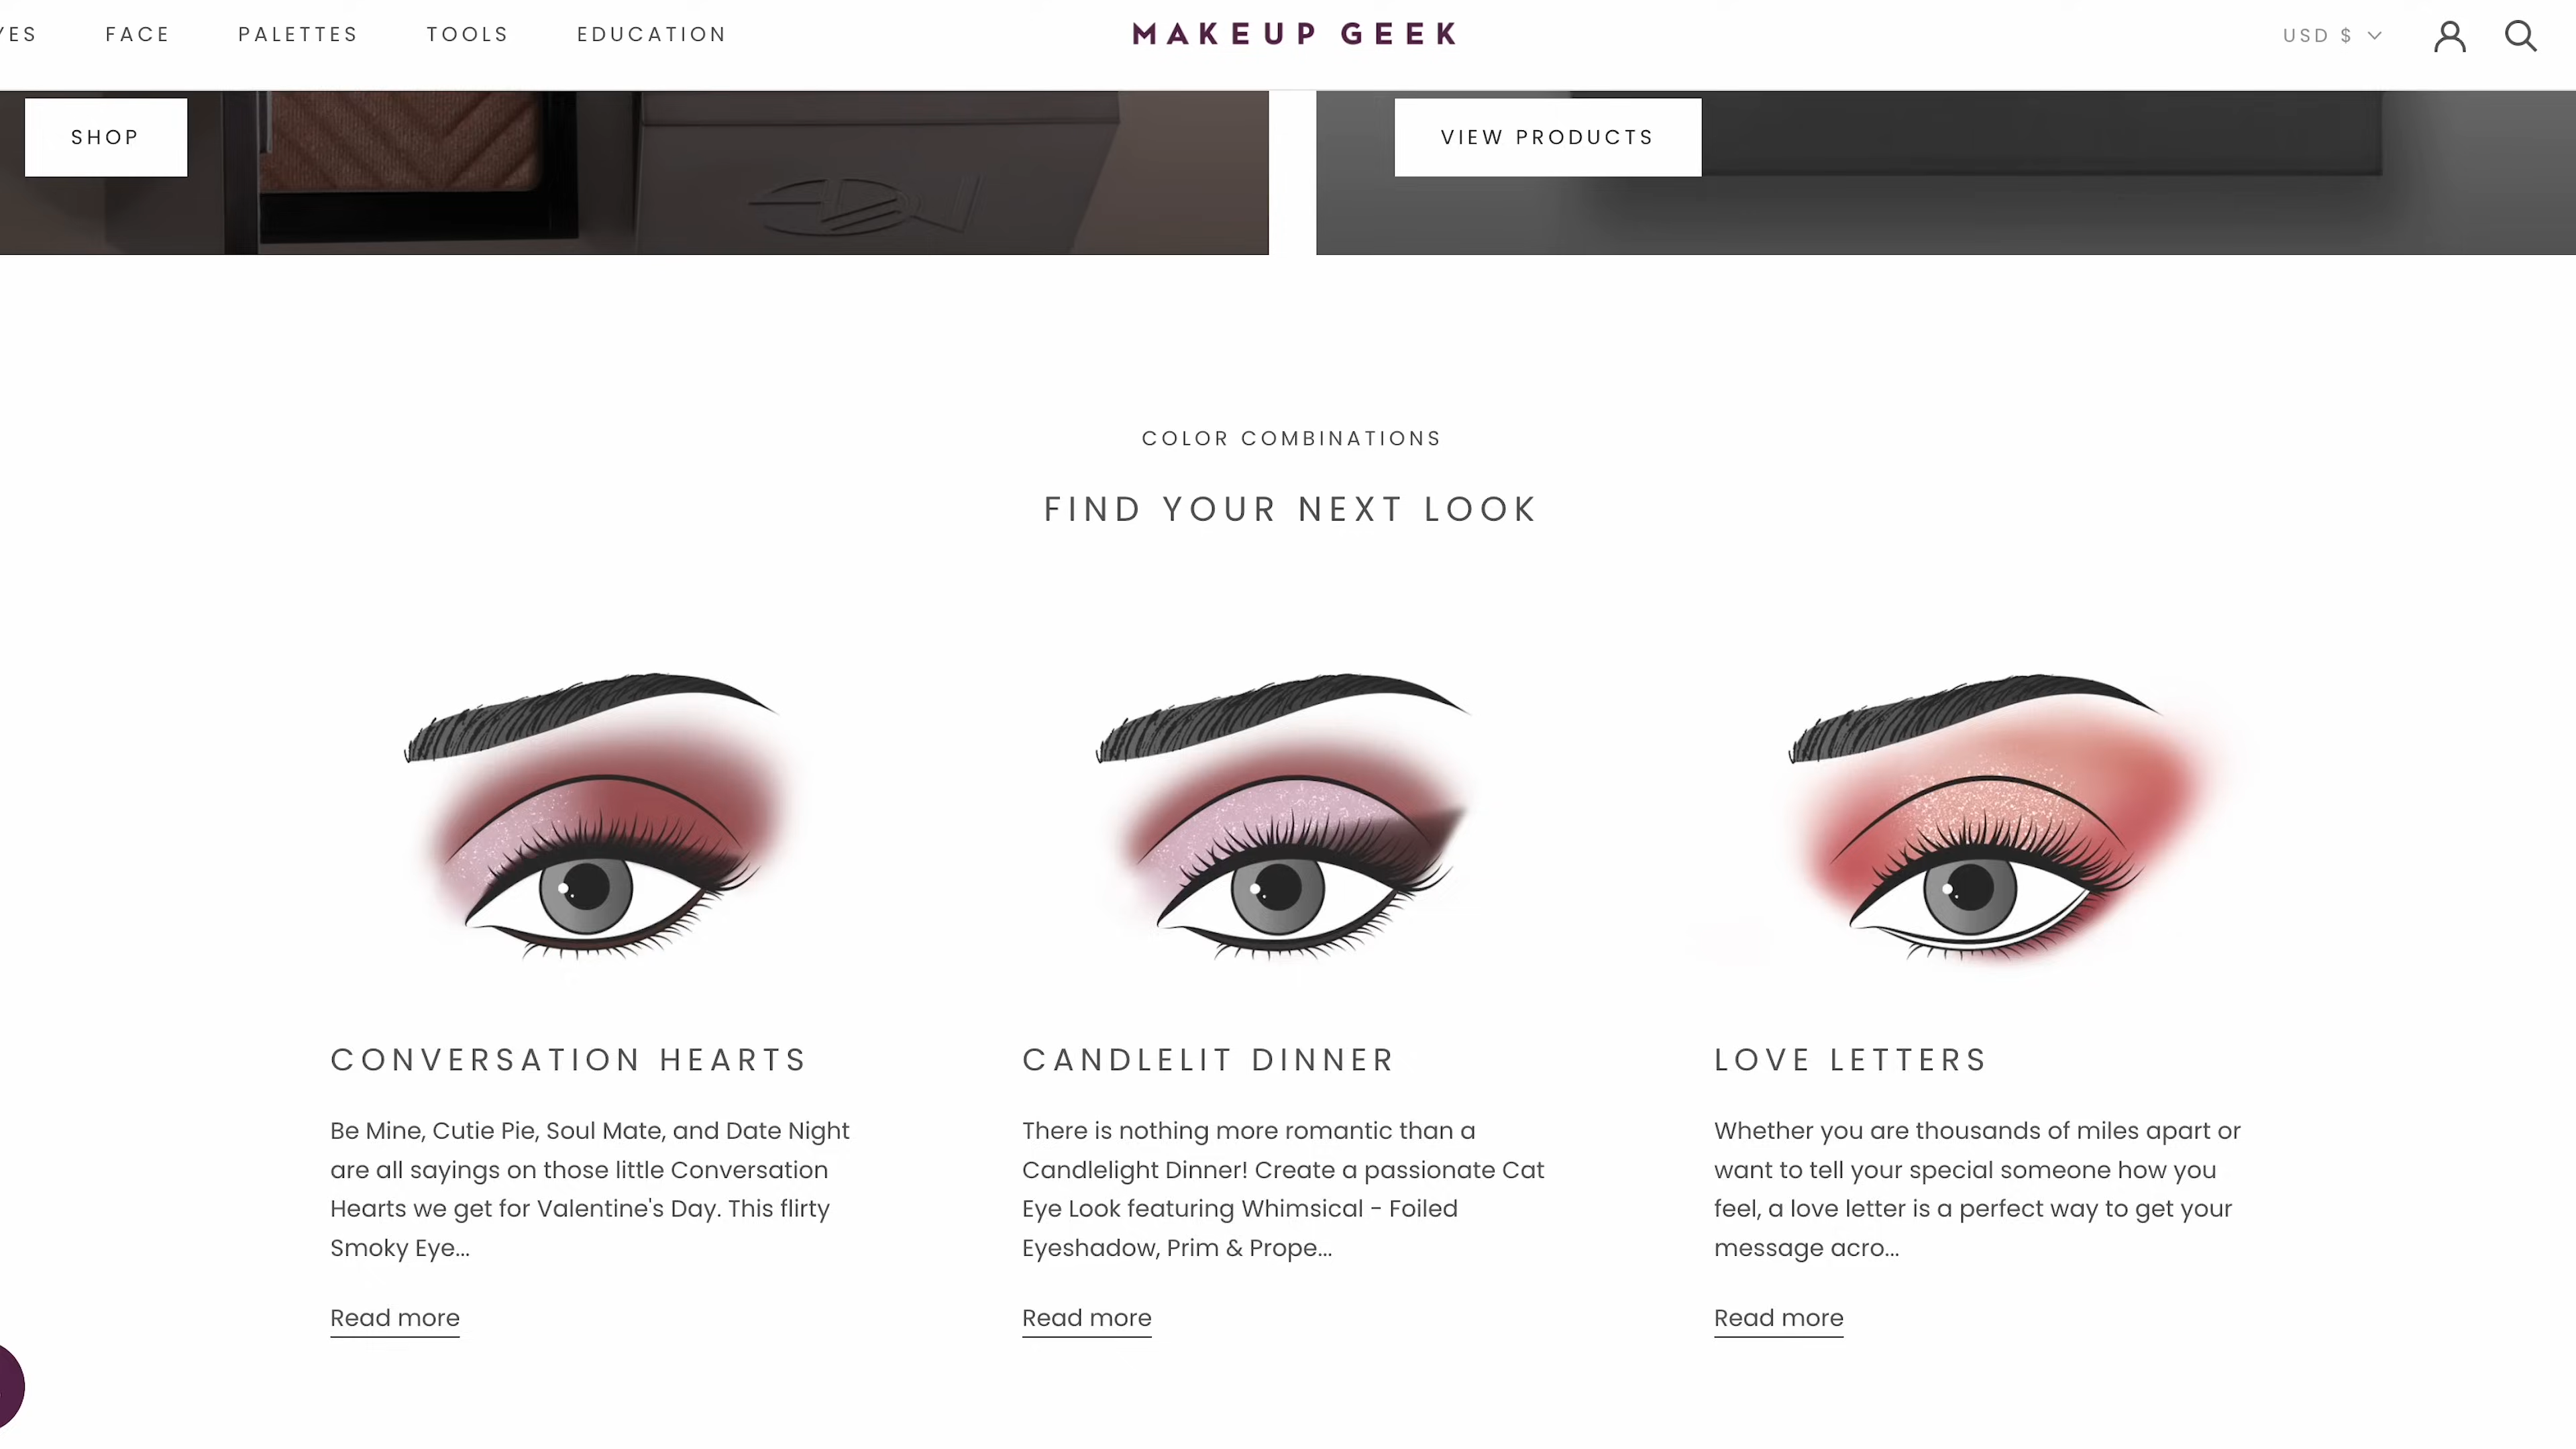 YES FACE PALETTES TOOLS EDUCATION MAKEUP GEEK USD $
SHOP
VIEW PRODUCTS
COLOR COMBINATIONS
FIND YOUR NEXT LOOK
CONVERSATION HEARTS
Be Mine, Cutie Pie, Soul Mate, and Date Night
are all sayings on those little Conversation
Hearts we get for Valentine's Day. This flirty
Smoky Eye...
Read more
CANDLELIT DINNER
There is nothing more romantic than a
Candlelight Dinner! Create a passionate Cat
Eye Look featuring Whimsical - Foiled
Eyeshadow, Prim & Prope...
Read more
LOVE LETTERS
Whether you are thousands of miles apart or
want to tell your special someone how you
feel, a love letter is a perfect way to get your
message acro...
Read more